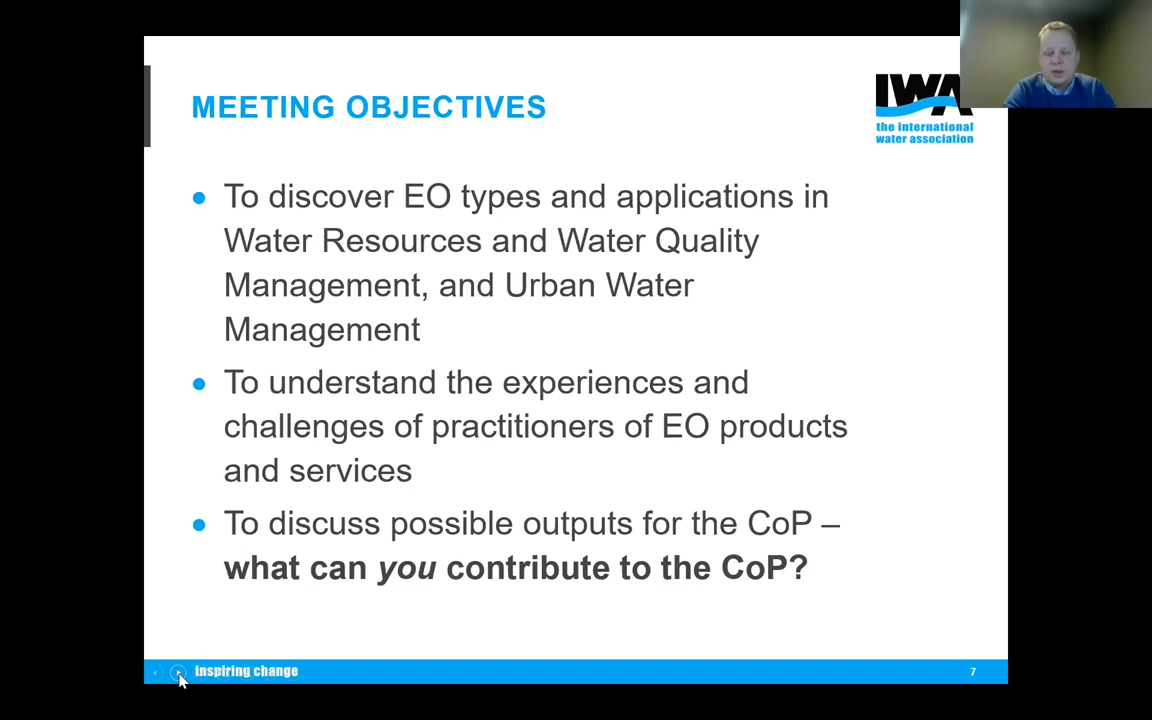 MEETING OBJECTIVES
IWA
the international
water association
To discover EO types and applications in
Water Resources and Water Quality
Management, and Urban Water
Management
To understand the experiences and
challenges of practitioners of EO products
and services
To discuss possible outputs for the CoP –
what can you contribute to the CoP?
inspiring change
7